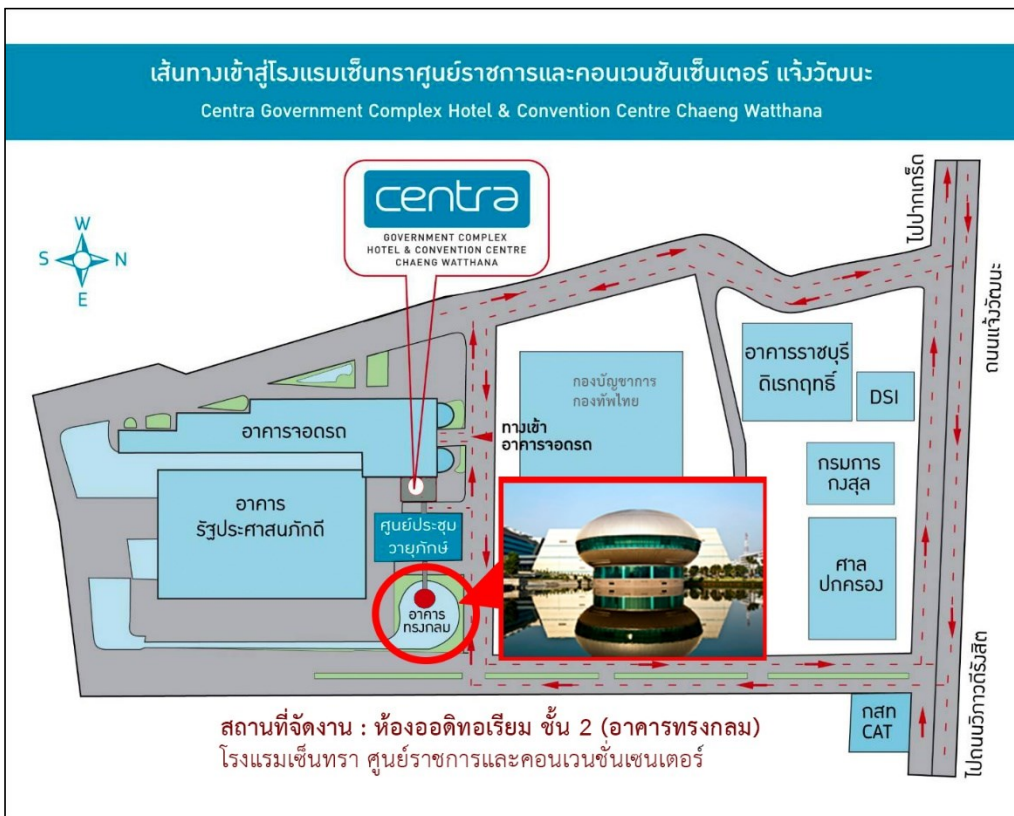 เส้นทางเข้าสู่โรงแรมเซ็นทราศูนย์ราชการและคอนเวนชันเซ็นเตอร์ แจ้งวัฒนะ
Centra Government Complex Hotel & Convention Centre Chaeng Watthana
centra
GOVERNMENT COMPLEX
HOTEL & CONVENTION CENTRE
CHAENG WATTHANA
W
S
N
E
ไปปากเกร็ด
ถนนแจ้งวัฒนะ
อาคารราชบุรี
ดิเรกฤทธิ์
DSI
กองบัญชาการ
กองทัพไทย
อาคารจอดรถ
ทางเข้า
อาคารจอดรถ
กรมการ
กงสุล
อาคาร
รัฐประศาสนภักดี
ศูนย์ประชุม
วายุภักษ์
ศาล
ปกครอง
อาคาร
ทรงกลม
กสท
CAT
ไปถนนวิภาวดีรังสิต
สถานที่จัดงาน : ห้องออดิทอเรียม ชั้น 2 (อาคารทรงกลม)
โรงแรมเซ็นทรา ศูนย์ราชการและคอนเวนชั่นเซนเตอร์